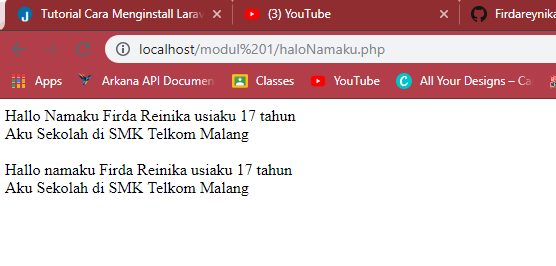 Tutorial Cara Menginstall Larav
(3) YouTube
Firdareynika
localhost/modul%201/haloNamaku.php
Apps
Arkana API Documen
Classes
YouTube
All Your Designs – Ca
Hallo Namaku Firda Reinika usiaku 17 tahun
Aku Sekolah di SMK Telkom Malang
Hallo namaku Firda Reinika usiaku 17 tahun
Aku Sekolah di SMK Telkom Malang